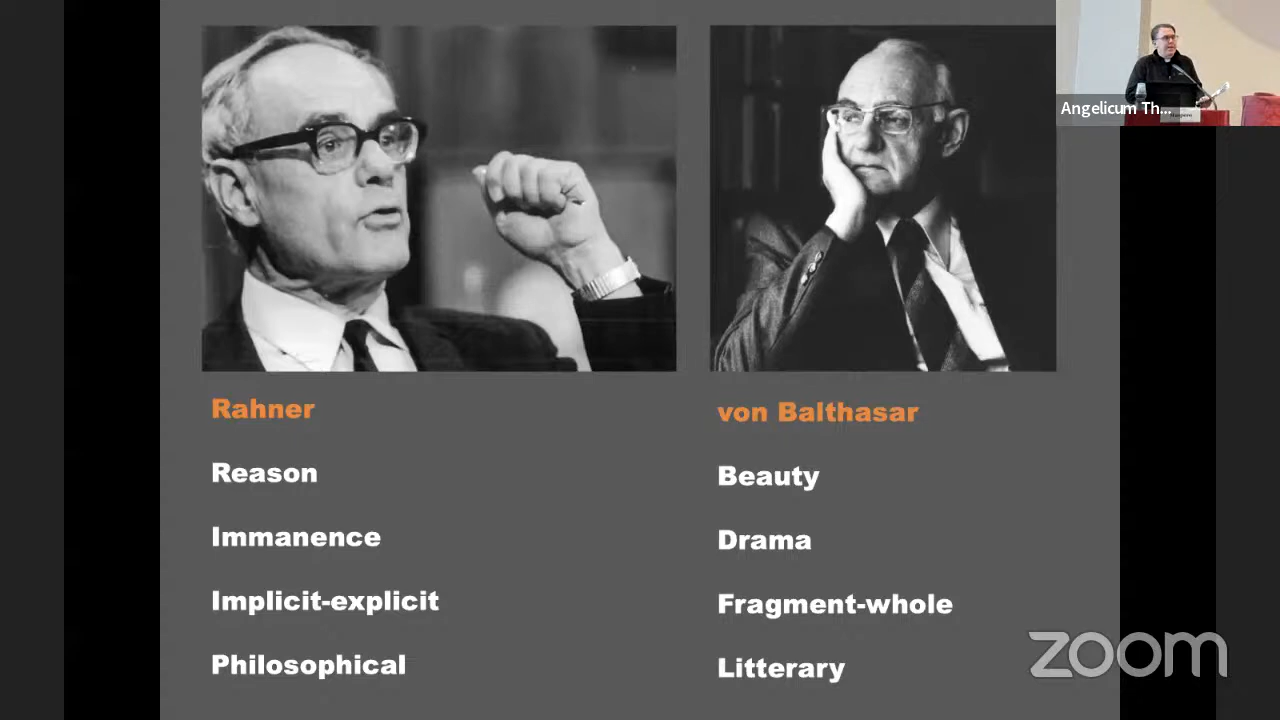 Angelicum Th...
Rahner
von Balthasar
Reason
Beauty
Immanence
Drama
Implicit-explicit
Fragment-whole
Philosophical
Litterary
zoom